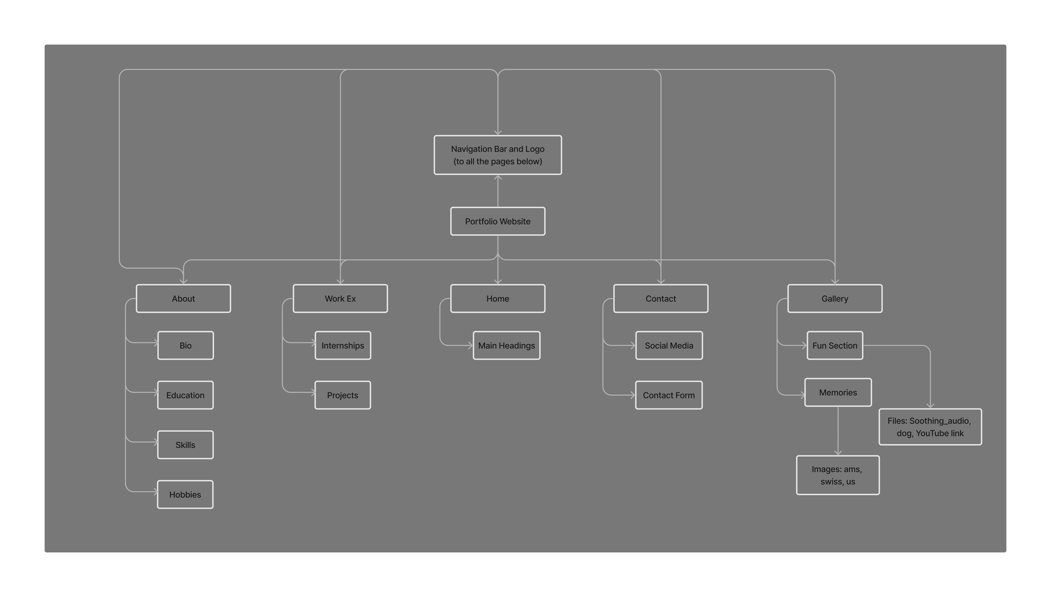 Navigation Bar and Logo
(to all the pages below)
Portfolio Website
About
Work Ex
Home
Contact
Gallery
Bio
Internships
Main Headings
Social Media
Fun Section
Education
Projects
Contact Form
Memories
Files: Soothing_audio,
dog, YouTube link
Skills
Images: ams,
swiss, us
Hobbies